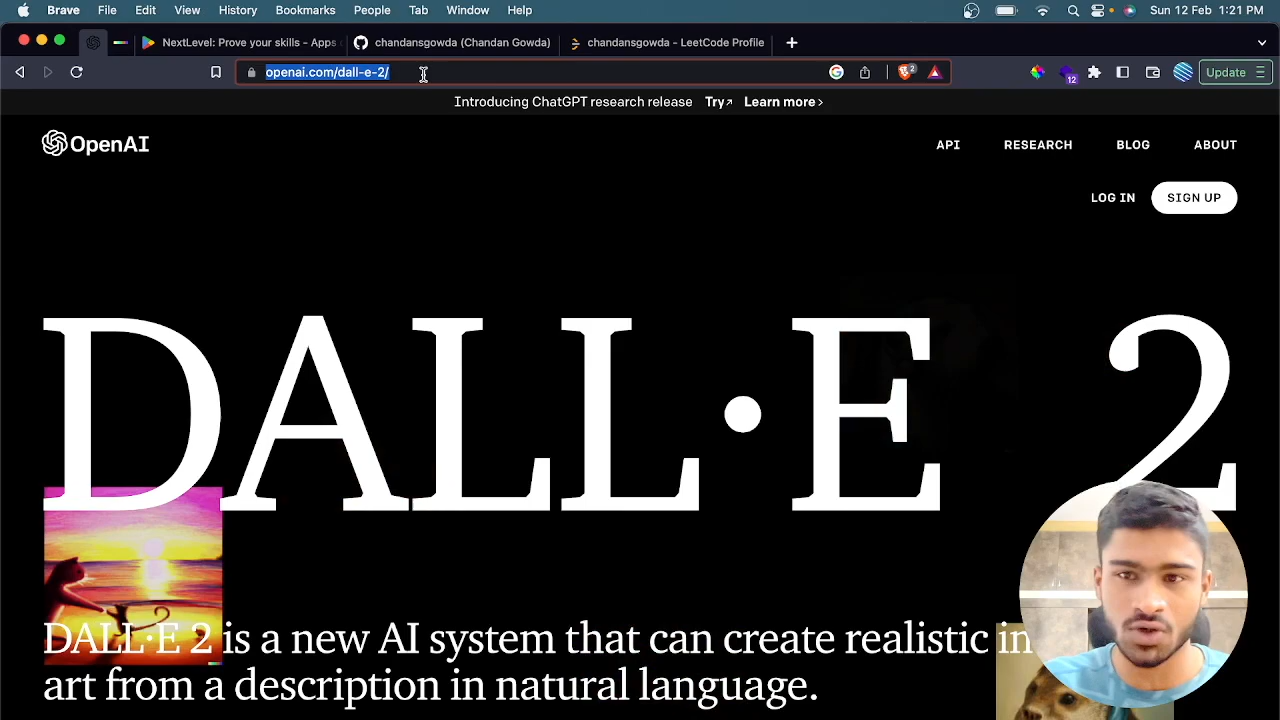 Brave File Edit View History Bookmarks People Tab Window Help Sun 12 Feb 1:21 PM
NextLevel: Prove your skills - Apps chandansgowda (Chandan Gowda) chandansgowda - LeetCode Profile
openai.com/dall-e-2/ 2 12 Update
Introducing ChatGPT research release Try↗ Learn more ›
OpenAI API RESEARCH BLOG ABOUT
LOG IN SIGN UP
DALL·E 2
DALL·E 2 is a new AI system that can create realistic
art from a description in natural language.